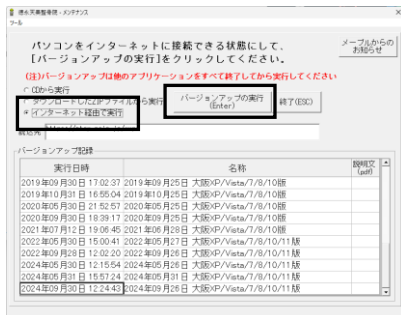 徳永天美整骨院 - メンテナンス
ツール
パソコンをインターネットに接続できる状態にして、
[バージョンアップの実行]をクリックしてください。
メープルからの
お知らせ
(注)バージョンアップは他のアプリケーションをすべて終了してから実行してください
CDから実行
ダウンロードしたZIPファイルから実行
インターネット経由で実行
バージョンアップの実行
(Enter)
終了(ESC)
接続先
バージョンアップ記録
実行日時 名称 説明文
(pdf)
2019年09月30日 17:02:37 2019年09月25日 大阪XP/Vista/7/8/10版
2019年10月31日 16:55:04 2019年10月25日 大阪XP/Vista/7/8/10版
2020年05月30日 21:52:57 2020年05月25日 大阪XP/Vista/7/8/10版
2020年09月30日 18:39:17 2020年09月25日 大阪XP/Vista/7/8/10版
2021年07月12日 19:06:45 2021年06月28日 大阪XP/Vista/7/8/10版
2022年05月30日 15:00:41 2022年05月27日 大阪XP/Vista/7/8/10/11版
2022年09月28日 12:02:20 2022年09月26日 大阪XP/Vista/7/8/10/11版
2024年05月30日 12:15:54 2024年05月26日 大阪XP/Vista/7/8/10/11版
2024年05月31日 15:57:24 2024年05月31日 大阪XP/Vista/7/8/10/11版
2024年09月30日 12:24:43 2024年09月26日 大阪XP/Vista/7/8/10/11版